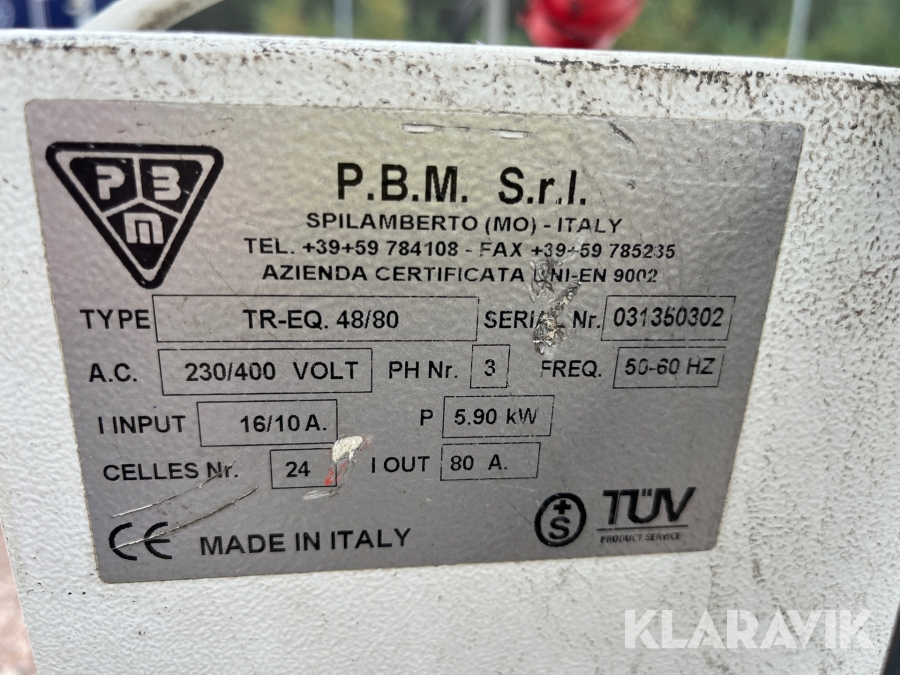 P B M
P.B.M. S.r.l.
SPILAMBERTO (MO) - ITALY
TEL. +39+59 784108 - FAX +39+59 785235
AZIENDA CERTIFICATA UNI-EN 9002
TYPE TR-EQ. 48/80 SERIAL Nr. 031350302
A.C. 230/400 VOLT PH Nr. 3 FREQ. 50-60 HZ
I INPUT 16/10 A. P 5.90 kW
CELLES Nr. 24 I OUT 80 A.
CE MADE IN ITALY S TÜV
PRODUCT SERVICE
KLARAVIK